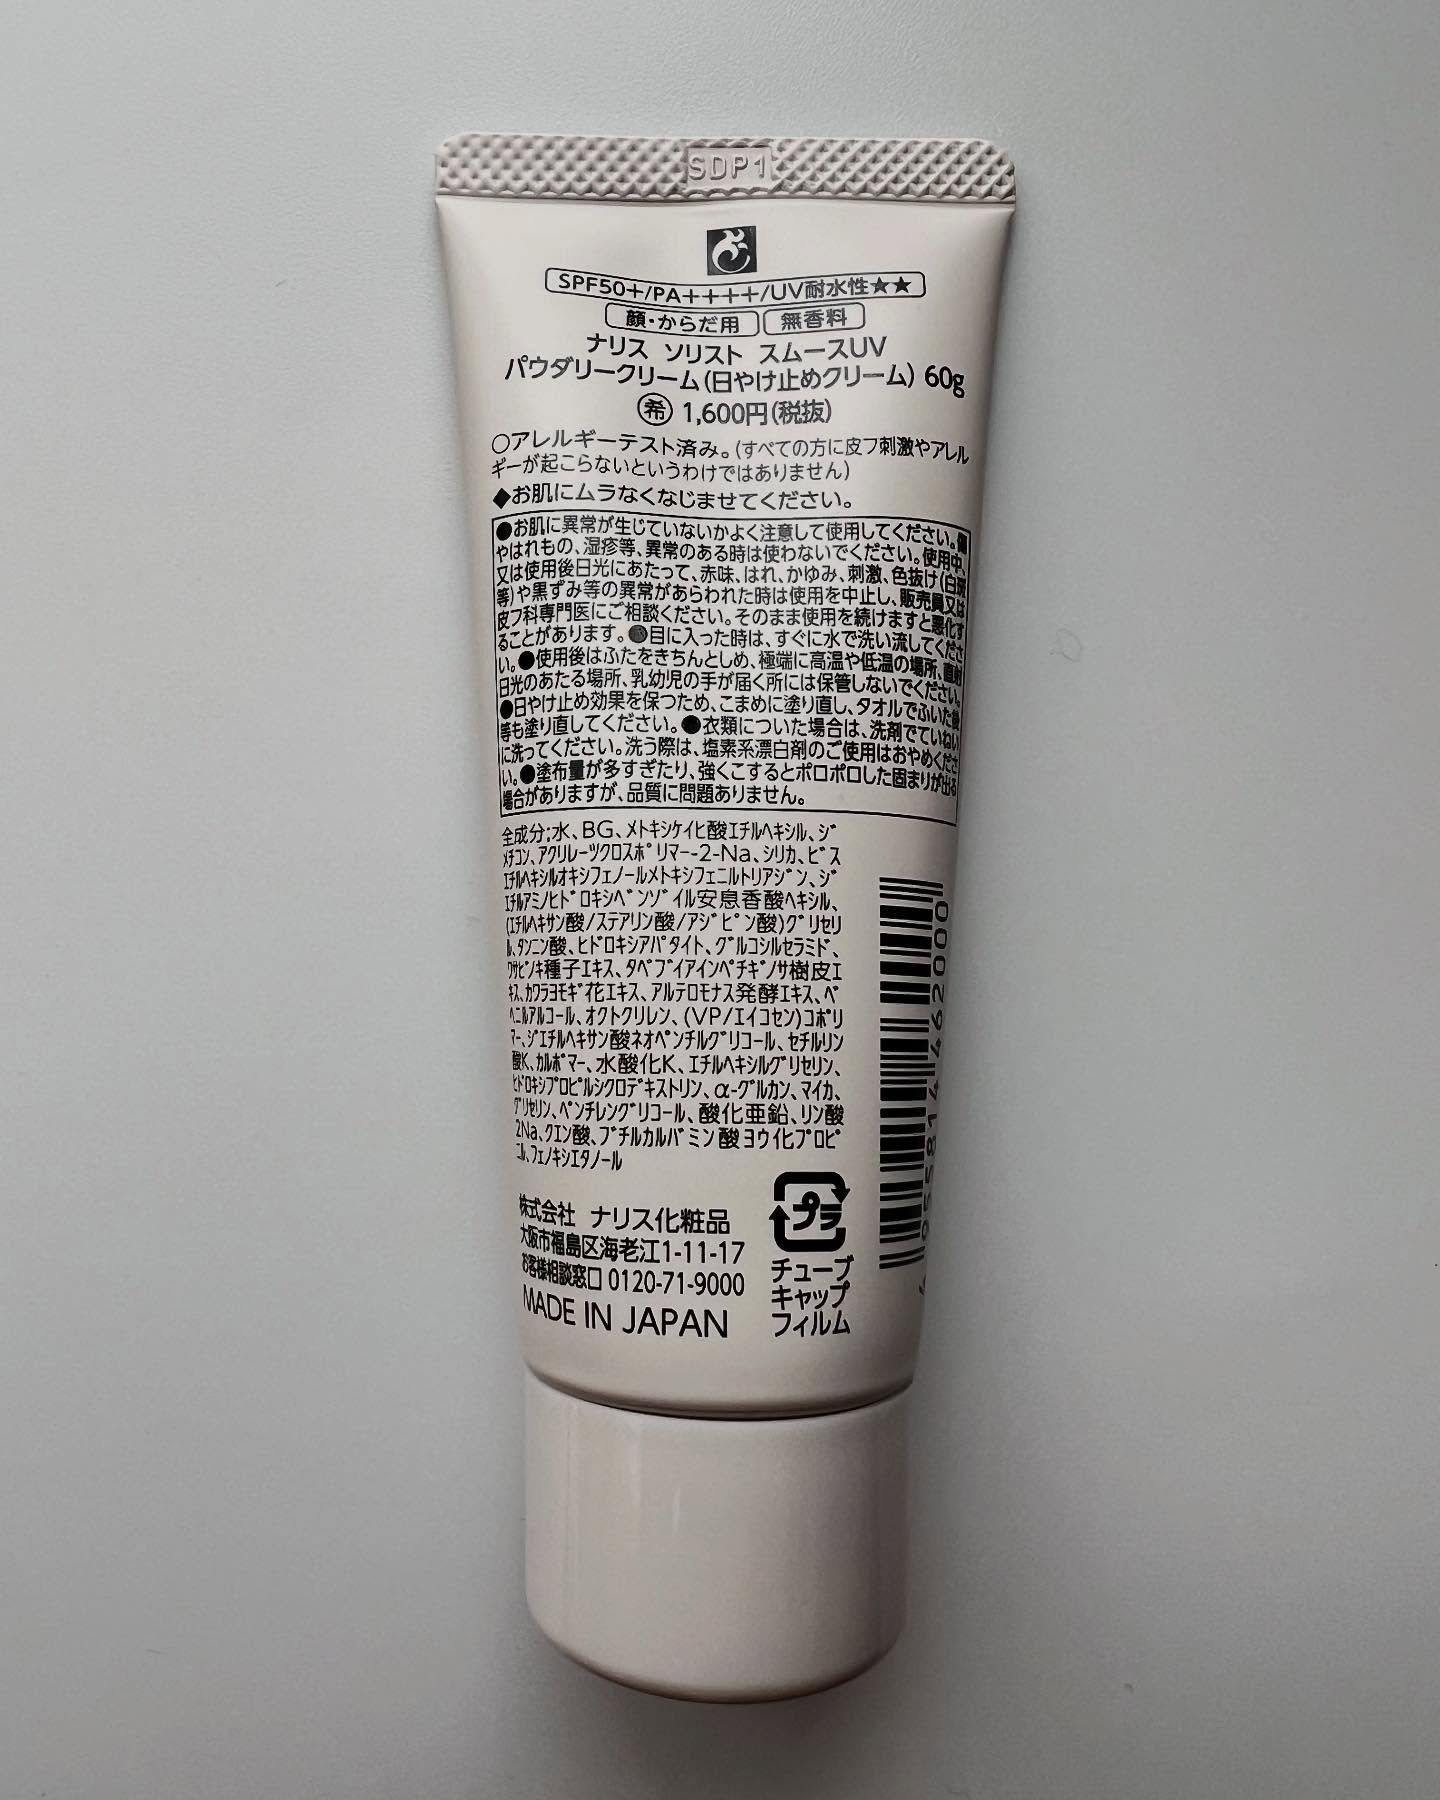 SDP1
SPF50+/PA++++/UV耐水性★★
顔・からだ用 無香料
ナリス ソリスト スムースUV
パウダリークリーム(日やけ止めクリーム) 60g
希 1,600円(税抜)
○アレルギーテスト済み。(すべての方に皮フ刺激やアレル
ギーが起こらないというわけではありません)
◆お肌にムラなくなじませてください。
●お肌に異常が生じていないかよく注意して使用してください。傷
やはれもの、湿疹等、異常のある時は使わないでください。使用中、
又は使用後日光にあたって、赤味、はれ、かゆみ、刺激、色抜け(白斑
等)や黒ずみ等の異常があらわれた時は使用を中止し、販売員又は
皮フ科専門医にご相談ください。そのまま使用を続けますと悪化す
ることがあります。●目に入った時は、すぐに水で洗い流してくださ
い。●使用後はふたをきちんとしめ、極端に高温や低温の場所、直射
日光のあたる場所、乳幼児の手が届く所には保管しないでください。
●日やけ止め効果を保つため、こまめに塗り直し、タオルでふいた後
等も塗り直してください。●衣類についた場合は、洗剤でていねい
に洗ってください。洗う際は、塩素系漂白剤のご使用はおやめくださ
い。●塗布量が多すぎたり、強くこするとポロポロした固まりが出る
場合がありますが、品質に問題ありません。
全成分;水、BG、メトキシケイヒ酸エチルヘキシル、ジ
メチコン、アクリレーツクロスポリマー-2-Na、シリカ、ビス
エチルヘキシルオキシフェノールメトキシフェニルトリアジン、ジ
エチルアミノヒドロキシベンゾイル安息香酸ヘキシル、
(エチルヘキサン酸/ステアリン酸/アジピン酸)グリセリ
ル、タンニン酸、ヒドロキシアパタイト、グルコシルセラミド、
ワサビノキ種子エキス、タベブイアインペチギノサ樹皮エ
キス、カワラヨモギ花エキス、アルテロモナス発酵エキス、ベ
ヘニルアルコール、オクトクリレン、(VP/エイコセン)コポリ
マー、ジエチルヘキサン酸ネオペンチルグリコール、セチルリン
酸K、カルボマー、水酸化K、エチルヘキシルグリセリン、
ヒドロキシプロピルシクロデキストリン、α-グルカン、マイカ、
グリセリン、ペンチレングリコール、酸化亜鉛、リン酸
2Na、クエン酸、ブチルカルバミン酸ヨウ化プロピ
ニル、フェノキシエタノール
株式会社 ナリス化粧品
大阪市福島区海老江1-11-17
お客様相談窓口 0120-71-9000
MADE IN JAPAN
プラ
チューブ
キャップ
フィルム